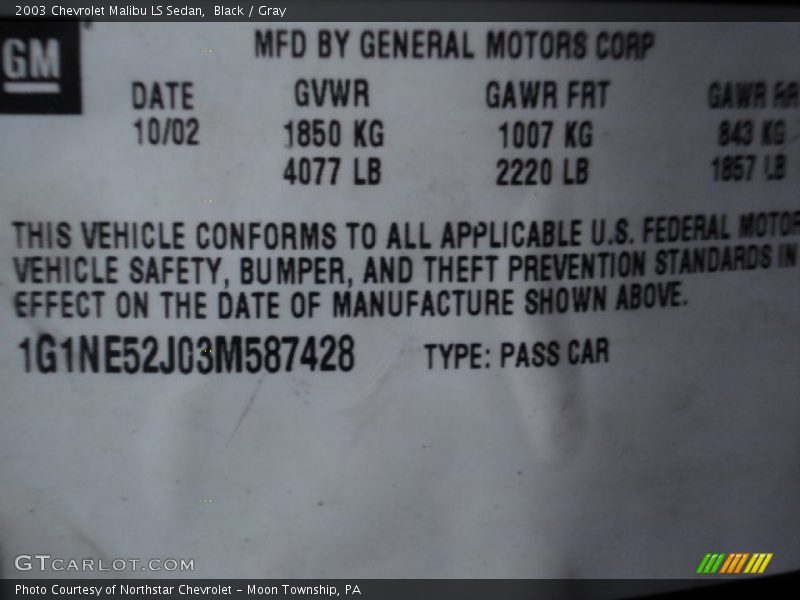 2003 Chevrolet Malibu LS Sedan,  Black / Gray
GM
MFD BY GENERAL MOTORS CORP
DATE GVWR GAWR FRT GAWR RR
10/02 1850 KG 1007 KG 843 KG
4077 LB 2220 LB 1857 LB
THIS VEHICLE CONFORMS TO ALL APPLICABLE U.S. FEDERAL MOTOR
VEHICLE SAFETY, BUMPER, AND THEFT PREVENTION STANDARDS IN
EFFECT ON THE DATE OF MANUFACTURE SHOWN ABOVE.
1G1NE52J03M587428 TYPE: PASS CAR
GTCARLOT.COM
Photo Courtesy of Northstar Chevrolet - Moon Township, PA